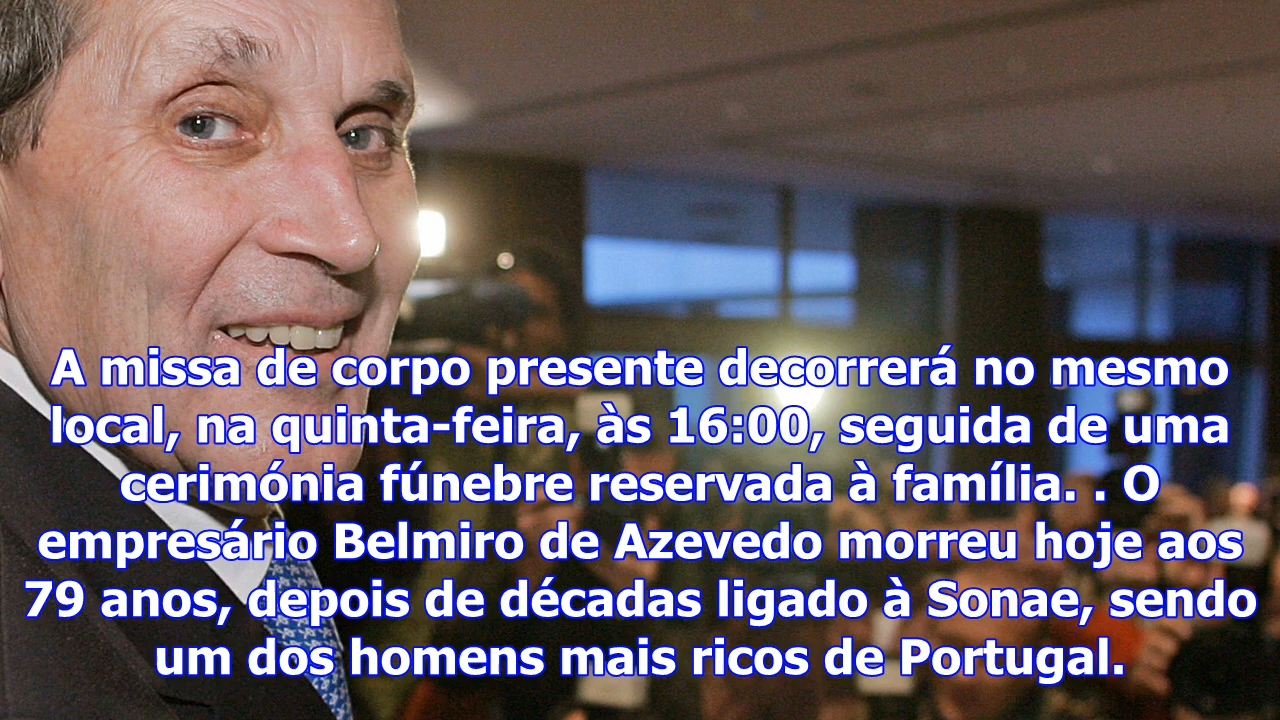 A missa de corpo presente decorrerá no mesmo
local, na quinta-feira, às 16:00, seguida de uma
cerimónia fúnebre reservada à família. . O
empresário Belmiro de Azevedo morreu hoje aos
79 anos, depois de décadas ligado à Sonae, sendo
um dos homens mais ricos de Portugal.